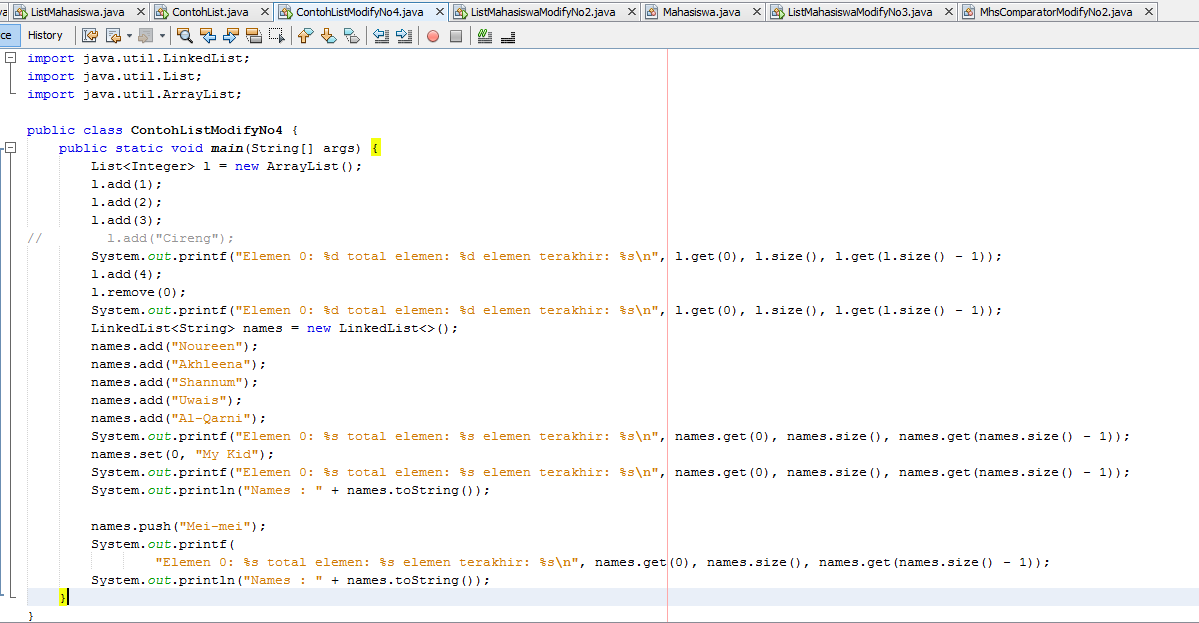 ListMahasiswa.java ContohList.java ContohListModifyNo4.java ListMahasiswaModifyNo2.java Mahasiswa.java ListMahasiswaModifyNo3.java MhsComparatorModifyNo2.java
ce History
import java.util.LinkedList;
import java.util.List;
import java.util.ArrayList;
public class ContohListModifyNo4 {
    public static void main(String[] args) {
        List<Integer> l = new ArrayList();
        l.add(1);
        l.add(2);
        l.add(3);
//        l.add("Cireng");
        System.out.printf("Elemen 0: %d total elemen: %d elemen terakhir: %s\n", l.get(0), l.size(), l.get(l.size() - 1));
        l.add(4);
        l.remove(0);
        System.out.printf("Elemen 0: %d total elemen: %d elemen terakhir: %s\n", l.get(0), l.size(), l.get(l.size() - 1));
        LinkedList<String> names = new LinkedList<>();
        names.add("Noureen");
        names.add("Akhleena");
        names.add("Shannum");
        names.add("Uwais");
        names.add("Al-Qarni");
        System.out.printf("Elemen 0: %s total elemen: %s elemen terakhir: %s\n", names.get(0), names.size(), names.get(names.size() - 1));
        names.set(0, "My Kid");
        System.out.printf("Elemen 0: %s total elemen: %s elemen terakhir: %s\n", names.get(0), names.size(), names.get(names.size() - 1));
        System.out.println("Names : " + names.toString());
        names.push("Mei-mei");
        System.out.printf(
                "Elemen 0: %s total elemen: %s elemen terakhir: %s\n", names.get(0), names.size(), names.get(names.size() - 1));
        System.out.println("Names : " + names.toString());
    }
}